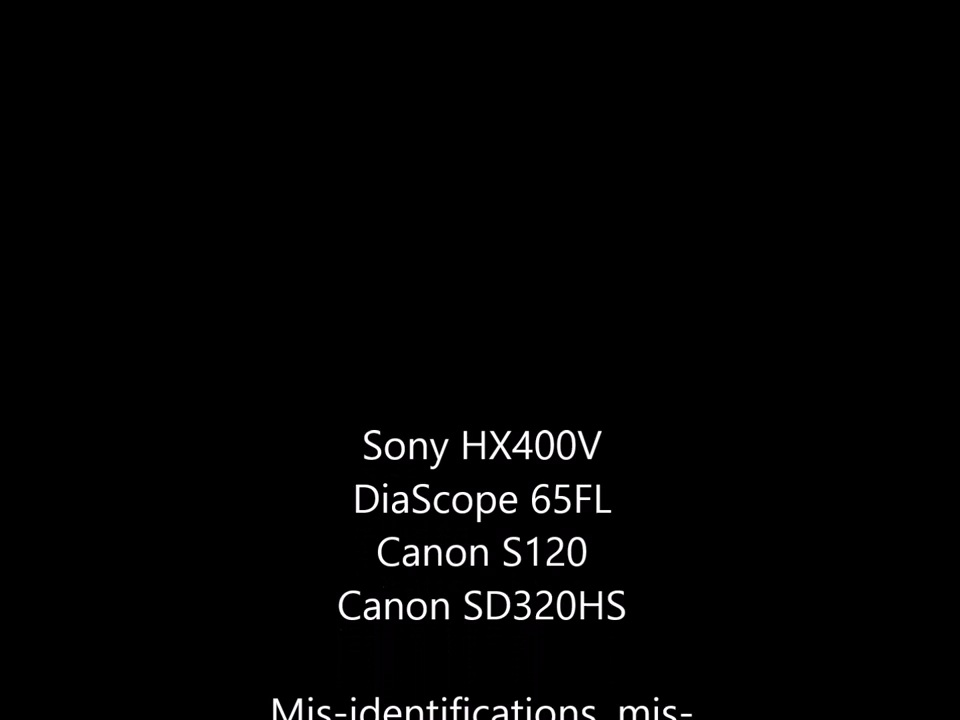 Sony HX400V
DiaScope 65FL
Canon S120
Canon SD320HS
Mis-identifications, mis-